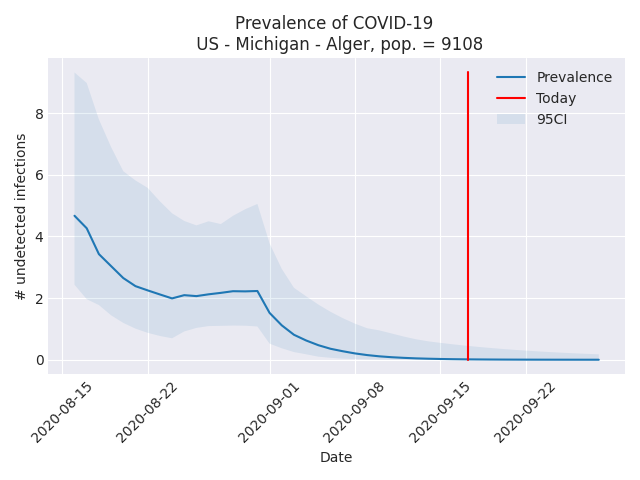 Prevalence of COVID-19
US - Michigan - Alger, pop. = 9108
Prevalence
Today
95CI
# undetected infections
8
6
4
2
0
2020-08-15
2020-08-22
2020-09-01
2020-09-08
2020-09-15
2020-09-22
Date